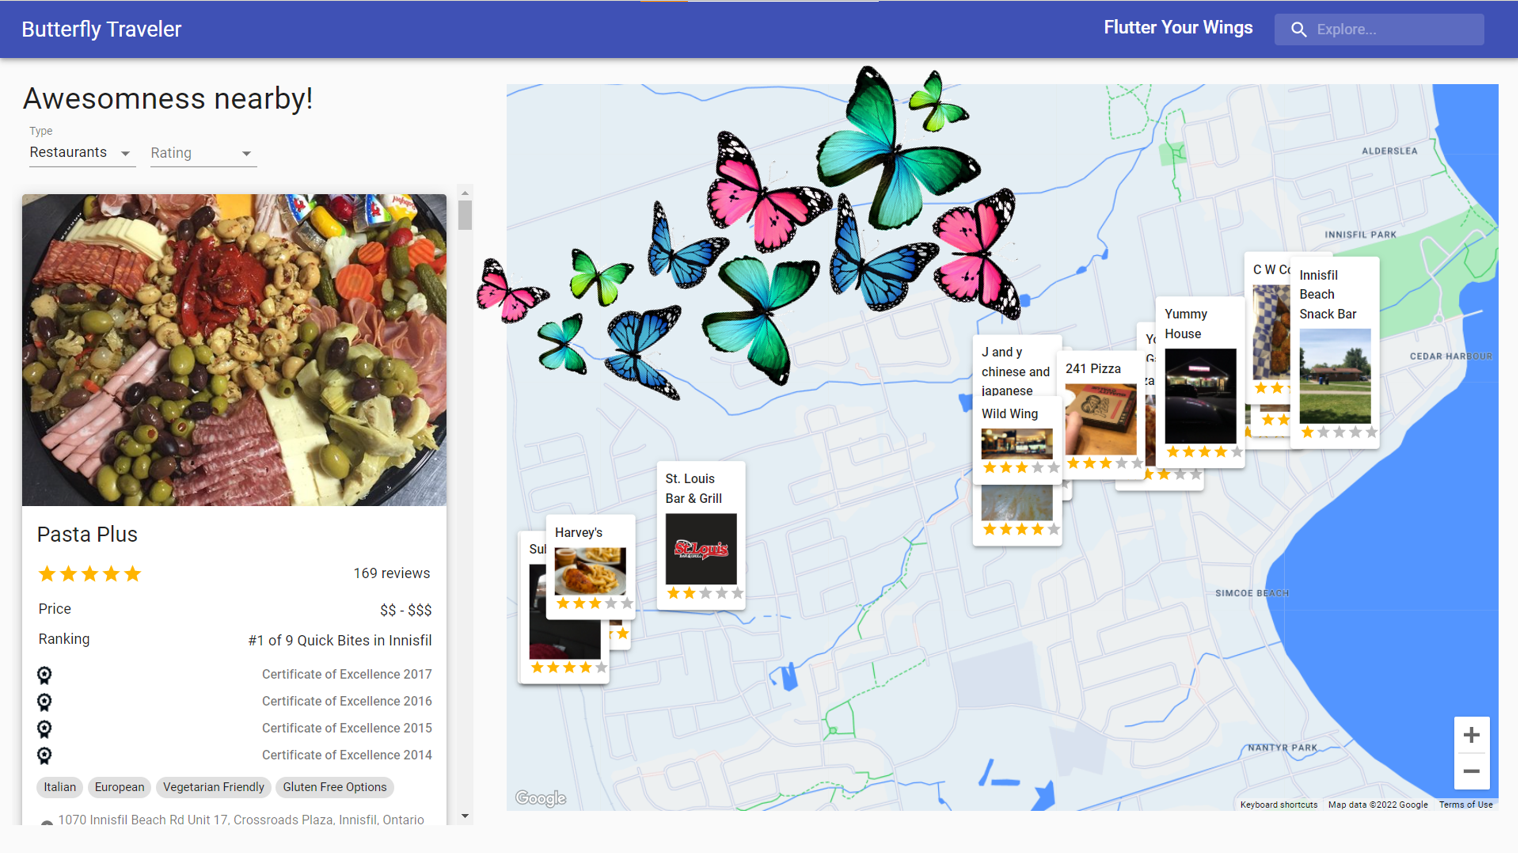 Butterfly Traveler
Flutter Your Wings
Explore...
Awesomness nearby!
Type
Restaurants
Rating
Pasta Plus
169 reviews
Price
$$ - $$$
Ranking
#1 of 9 Quick Bites in Innisfil
Certificate of Excellence 2017
Certificate of Excellence 2016
Certificate of Excellence 2015
Certificate of Excellence 2014
Italian
European
Vegetarian Friendly
Gluten Free Options
1070 Innisfil Beach Rd Unit 17, Crossroads Plaza, Innisfil, Ontario
ALDERSLEA
INNISFIL PARK
C W
Innisfil
Beach
Snack Bar
Yummy
House
CEDAR HARBOUR
J and y
chinese and
japanese
241 Pizza
Wild Wing
St. Louis
Bar & Grill
St. Louis
Harvey's
SIMCOE BEACH
NANTYR PARK
Google
Keyboard shortcuts
Map data ©2022 Google
Terms of Use